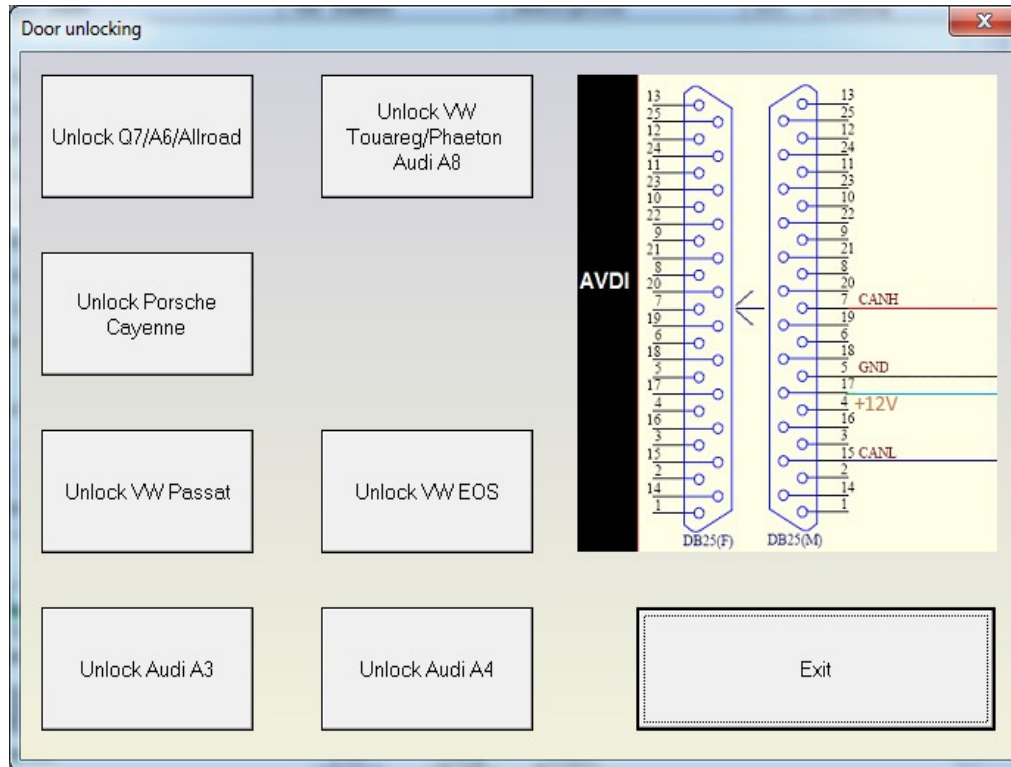 Door unlocking
X
Unlock Q7/A6/Allroad
Unlock VW
Touareg/Phaeton
Audi A8
Unlock Porsche
Cayenne
Unlock VW Passat
Unlock VW EOS
Unlock Audi A3
Unlock Audi A4
AVDI
13
25
12
24
11
23
10
22
9
21
8
20
7
19
6
18
5
17
4
16
3
15
2
14
1
DB25(F)
13
25
12
24
11
23
10
22
9
21
8
20
7 CANH
19
6
18
5 GND
17
4 +12V
16
3
15 CANL
2
14
1
DB25(M)
Exit